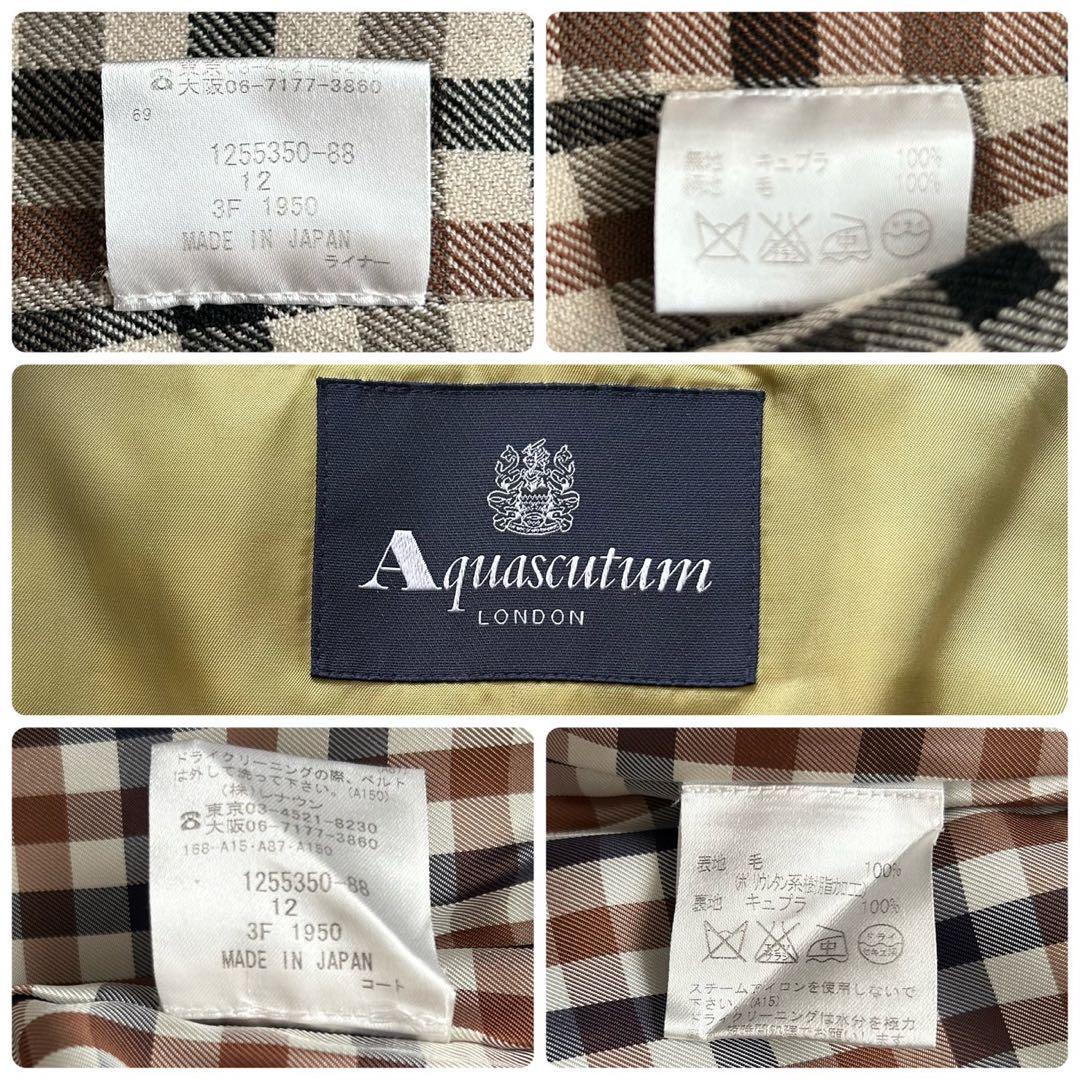 大阪06-7177-3860
69
1255350-88
12
3F 1950
MADE IN JAPAN
ライナー
表地 キュプラ 100%
毛 100%
Aquascutum
LONDON
ドライクリーニングの際、ベルト
は外して洗って下さい。(A150)
(株)レナウン
東京03-4521-8230
大阪06-7177-3860
168-A15・A87・A150
1255350-88
12
3F 1950
MADE IN JAPAN
コート
表地 毛 100%
(ポリウレタン系樹脂加工)
裏地 キュプラ 100%
中
ドライ
スチームアイロンを使用しないで
下さい。(A15)
ドライクリーニングは水分を極力